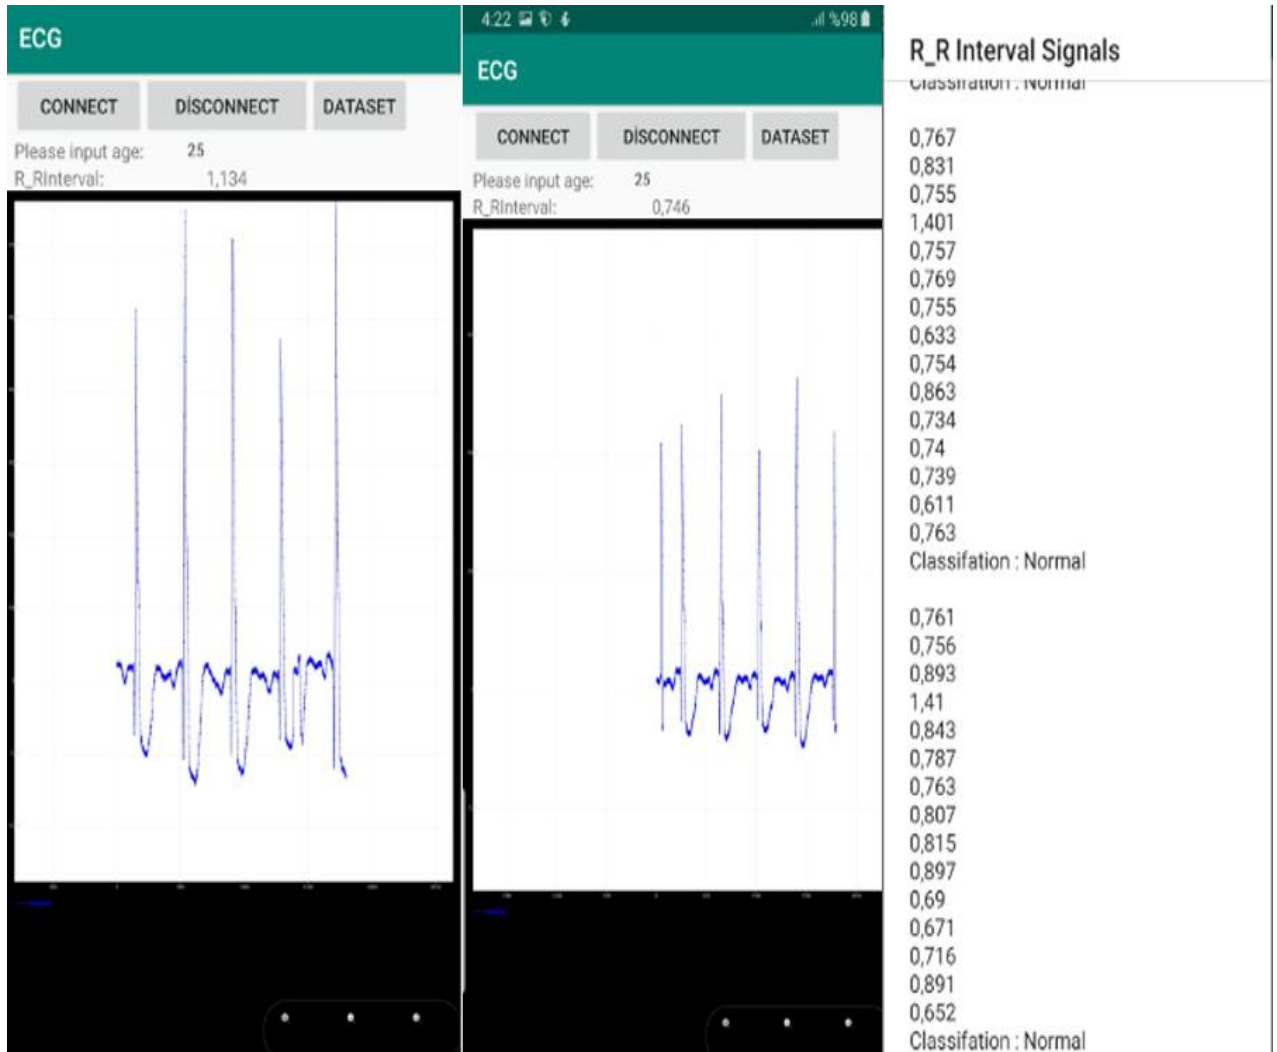 ECG
CONNECT
DİSCONNECT
DATASET
Please input age: 25
R_RInterval: 1,134
4:22 %98
ECG
CONNECT
DİSCONNECT
DATASET
Please input age: 25
R_RInterval: 0,746
R_R Interval Signals
Classifation : Normal
0,767
0,831
0,755
1,401
0,757
0,769
0,755
0,633
0,754
0,863
0,734
0,74
0,739
0,611
0,763
Classifation : Normal
0,761
0,756
0,893
1,41
0,843
0,787
0,763
0,807
0,815
0,897
0,69
0,671
0,716
0,891
0,652
Classifation : Normal